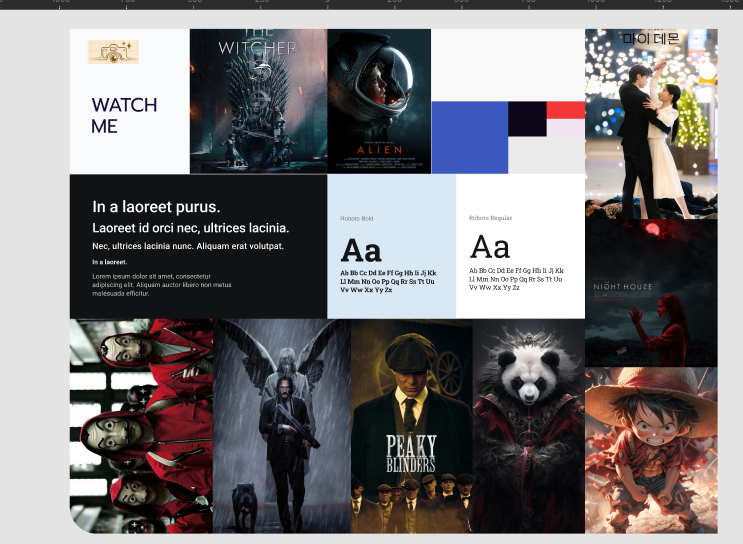 WATCH
ME
THE
WITCHER
ALIEN
마이 데몬
In a laoreet purus.
Laoreet id orci nec, ultrices lacinia.
Nec, ultrices lacinia nunc. Aliquam erat volutpat.
In a laoreet.
Lorem ipsum dolor sit amet, consectetur
adipiscing elit. Aliquam auctor libero non metus
malesuada efficitur.
Roboto Bold
Aa
Ab Bb Cc Dd Ee Ff Gg Hh Ii Jj Kk
Ll Mm Nn Oo Pp Qq Rr Ss Tt Uu
Vv Ww Xx Yy Zz
Roboto Regular
Aa
Ab Bb Cc Dd Ee Ff Gg Hh Ii Jj Kk
Ll Mm Nn Oo Pp Qq Rr Ss Tt Uu
Vv Ww Xx Yy Zz
NIGHT HOUSE
PEAKY
BLINDERS